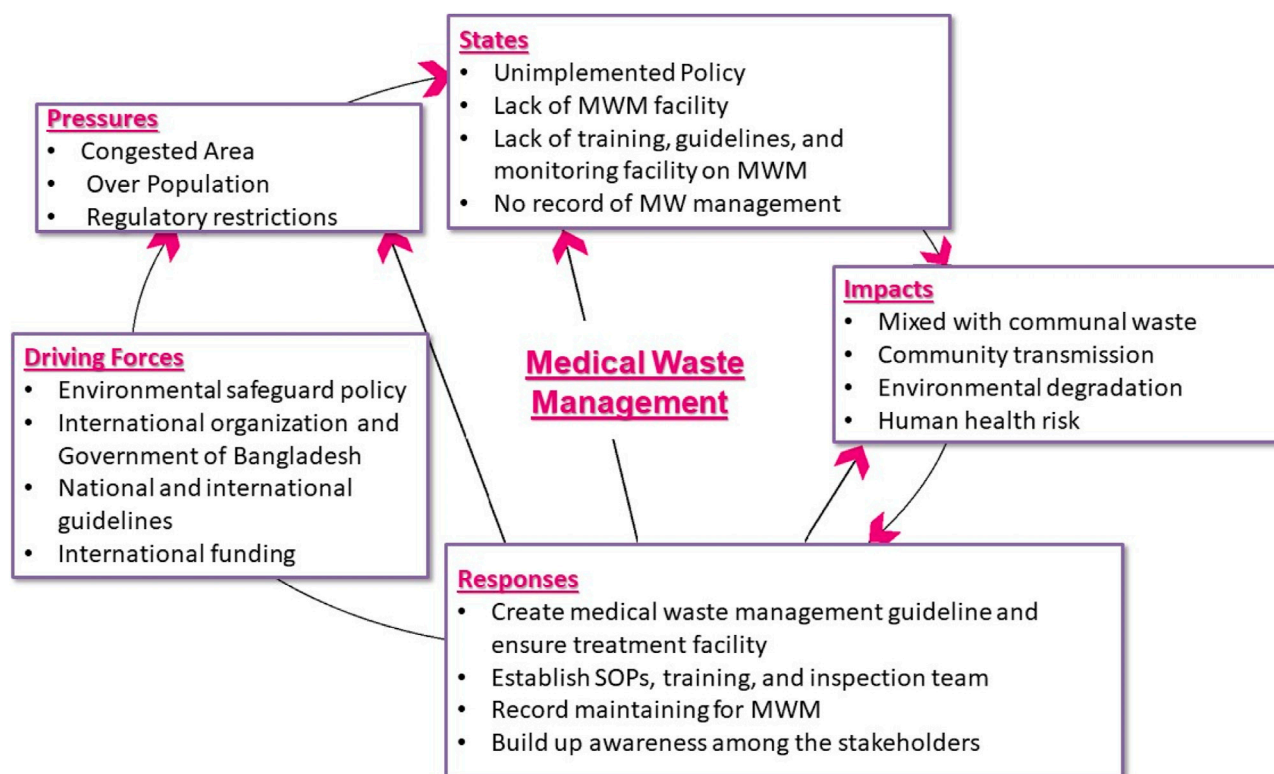 States
• Unimplemented Policy
• Lack of MWM facility
• Lack of training, guidelines, and
monitoring facility on MWM
• No record of MW management
Pressures
• Congested Area
• Over Population
• Regulatory restrictions
Impacts
• Mixed with communal waste
• Community transmission
• Environmental degradation
• Human health risk
Driving Forces
• Environmental safeguard policy
• International organization and
Government of Bangladesh
• National and international
guidelines
• International funding
Medical Waste
Management
Responses
• Create medical waste management guideline and
ensure treatment facility
• Establish SOPs, training, and inspection team
• Record maintaining for MWM
• Build up awareness among the stakeholders